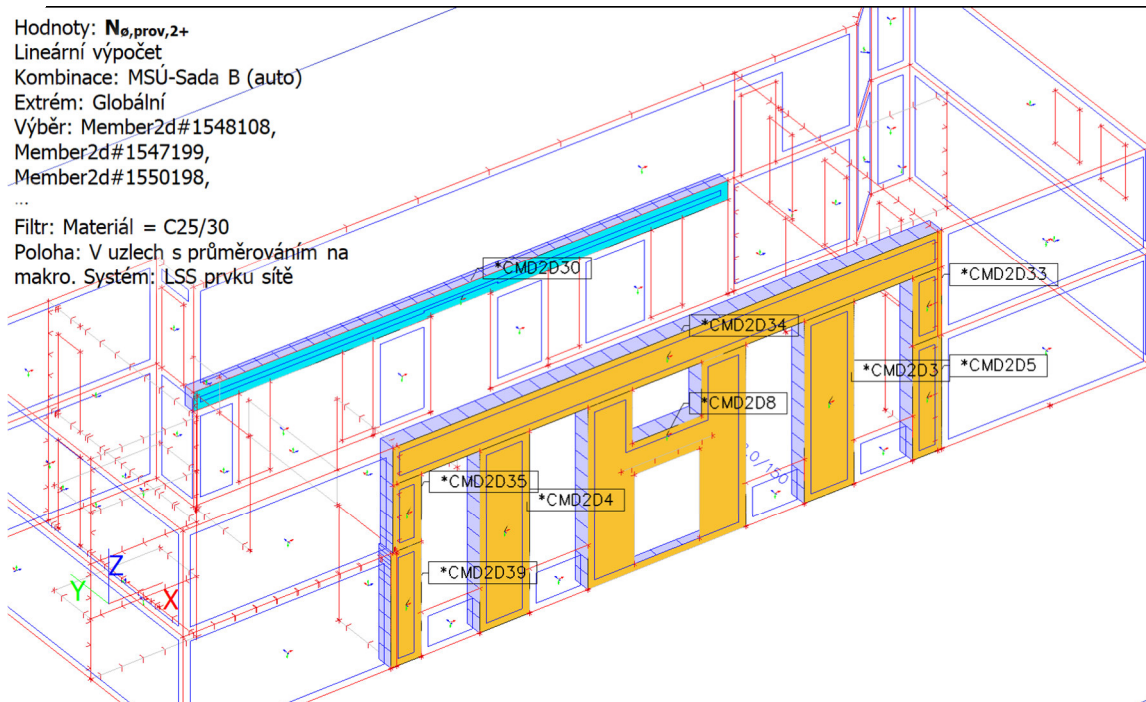 Hodnoty: Nø,prov,2+
Lineární výpočet
Kombinace: MSÚ-Sada B (auto)
Extrém: Globální
Výběr: Member2d#1548108,
Member2d#1547199,
Member2d#1550198,
...
Filtr: Materiál = C25/30
Poloha: V uzlech s průměrováním na
makro. Systém: LSS prvku sítě
*CMD2D30
*CMD2D33
*CMD2D34
*CMD2D3
*CMD2D5
*CMD2D8
*CMD2D35
*CMD2D4
*CMD2D39
Z
Y
X